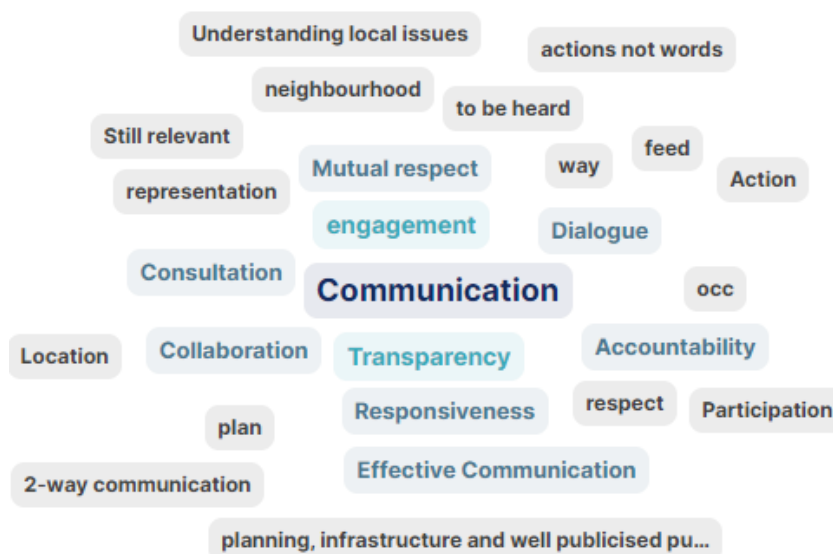 Understanding local issues
actions not words
neighbourhood
to be heard
Still relevant
feed
way
Mutual respect
Action
representation
engagement
Dialogue
Consultation
Communication
occ
Location
Collaboration
Transparency
Accountability
Responsiveness
respect
Participation
plan
Effective Communication
2-way communication
planning, infrastructure and well publicised pu...